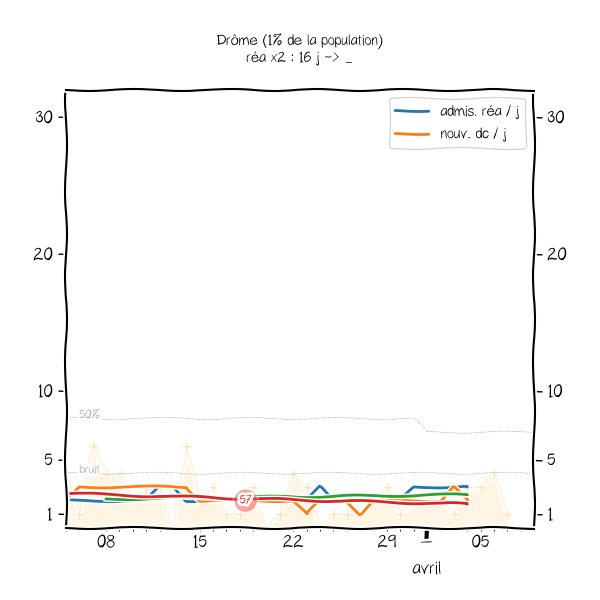 Drôme (1% de la population)
réa x2 : 16 j -> _
admis. réa / j
nouv. dc / j
30 30
20 20
10 10
50%
5 5
bruit
57
1 1
08 15 22 29 1 05
avril